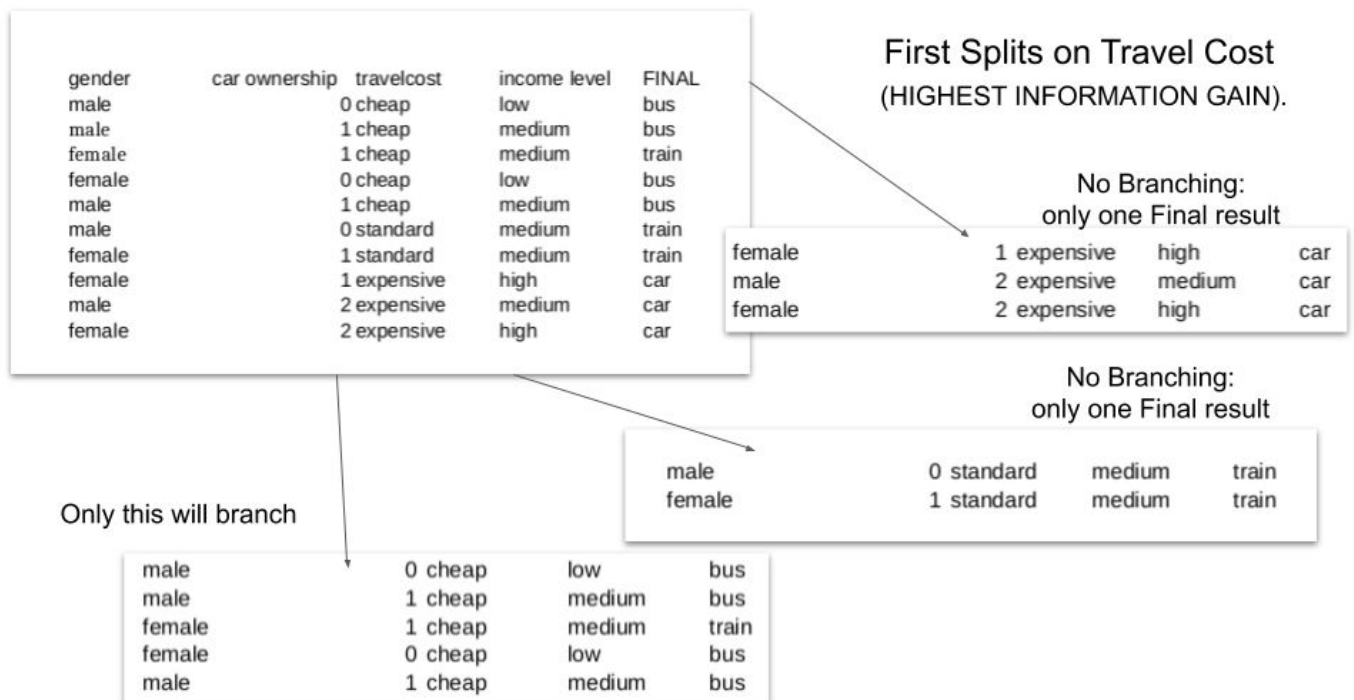 gender car ownership travelcost income level FINAL
male 0 cheap low bus
male 1 cheap medium bus
female 1 cheap medium train
female 0 cheap low bus
male 1 cheap medium bus
male 0 standard medium train
female 1 standard medium train
female 1 expensive high car
male 2 expensive medium car
female 2 expensive high car
First Splits on Travel Cost
(HIGHEST INFORMATION GAIN).
No Branching:
only one Final result
female 1 expensive high car
male 2 expensive medium car
female 2 expensive high car
No Branching:
only one Final result
male 0 standard medium train
female 1 standard medium train
Only this will branch
male 0 cheap low bus
male 1 cheap medium bus
female 1 cheap medium train
female 0 cheap low bus
male 1 cheap medium bus